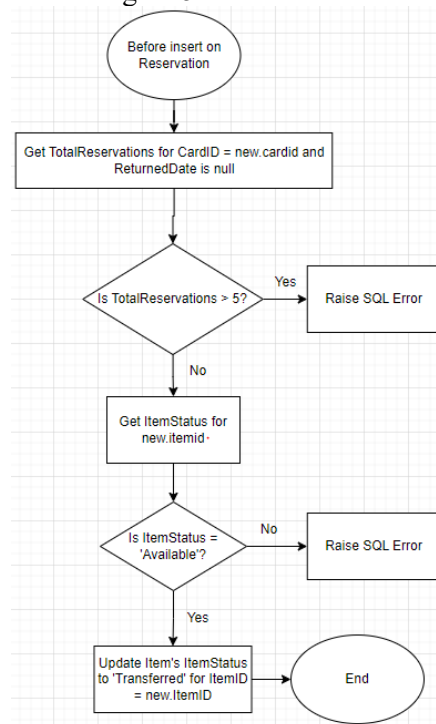 Before insert on
Reservation
Get TotalReservations for CardID = new.cardid and
ReturnedDate is null
Is TotalReservations > 5?
Yes
Raise SQL Error
No
Get ItemStatus for
new.itemid
Is ItemStatus =
'Available'?
No
Raise SQL Error
Yes
Update Item's ItemStatus
to 'Transferred' for ItemID
= new.ItemID
End